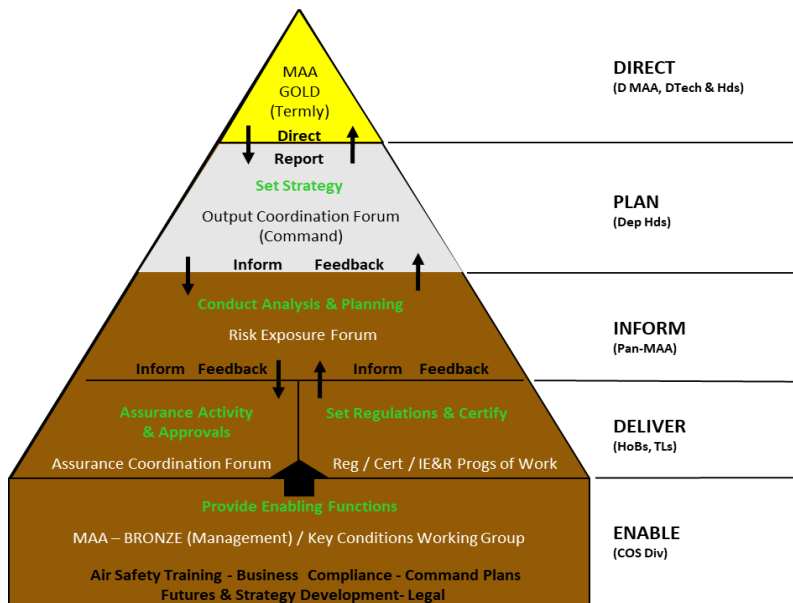 MAA
GOLD
(Termly)
Direct
Report
Set Strategy
Output Coordination Forum
(Command)
Inform Feedback
Conduct Analysis & Planning
Risk Exposure Forum
Inform Feedback Inform Feedback
Assurance Activity
& Approvals
Set Regulations & Certify
Assurance Coordination Forum
Reg / Cert / IE&R Progs of Work
Provide Enabling Functions
MAA – BRONZE (Management) / Key Conditions Working Group
Air Safety Training - Business Compliance - Command Plans
Futures & Strategy Development- Legal
DIRECT
(D MAA, DTech & Hds)
PLAN
(Dep Hds)
INFORM
(Pan-MAA)
DELIVER
(HoBs, TLs)
ENABLE
(COS Div)